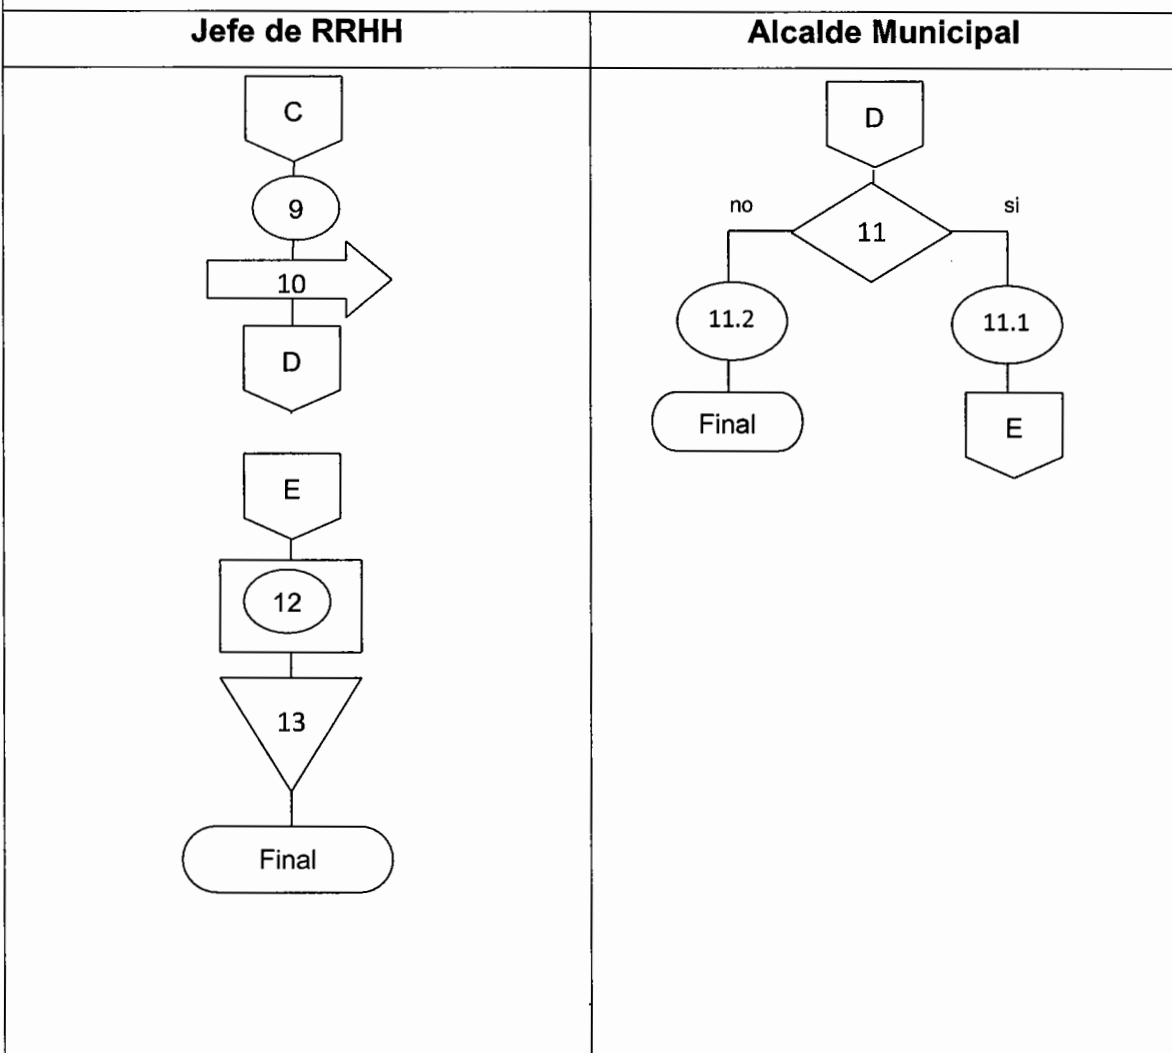 Jefe de RRHH
C
9
10
D
E
12
13
Final
Alcalde Municipal
D
no
si
11
11.2
11.1
Final
E